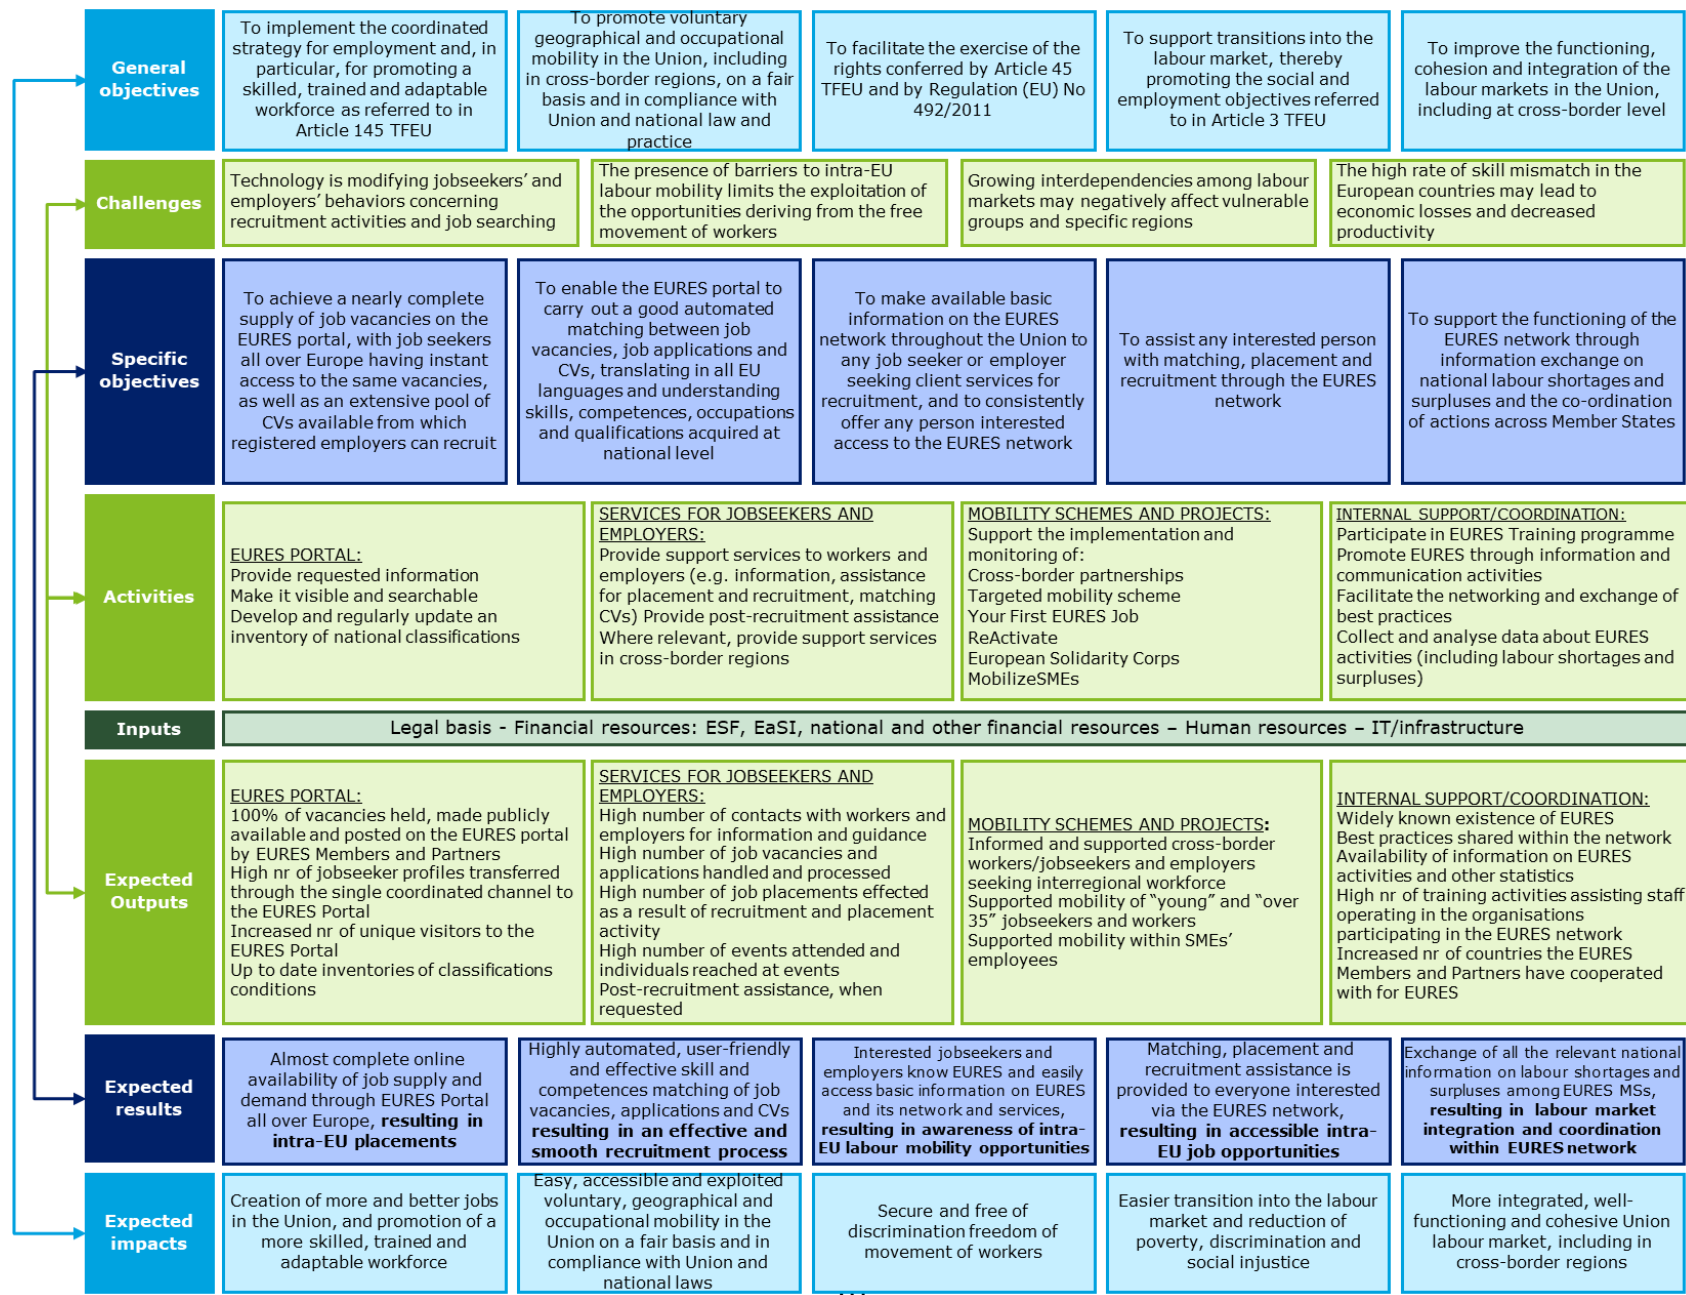 General
objectives
To implement the coordinated
strategy for employment and, in
particular, for promoting a
skilled, trained and adaptable
workforce as referred to in
Article 145 TFEU
To promote voluntary
geographical and occupational
mobility in the Union, including
in cross-border regions, on a fair
basis and in compliance with
Union and national law and
practice
To facilitate the exercise of the
rights conferred by Article 45
TFEU and by Regulation (EU) No
492/2011
To support transitions into the
labour market, thereby
promoting the social and
employment objectives referred
to in Article 3 TFEU
To improve the functioning,
cohesion and integration of the
labour markets in the Union,
including at cross-border level
Challenges
Technology is modifying jobseekers’ and
employers’ behaviors concerning
recruitment activities and job searching
The presence of barriers to intra-EU
labour mobility limits the exploitation of
the opportunities deriving from the free
movement of workers
Growing interdependencies among labour
markets may negatively affect vulnerable
groups and specific regions
The high rate of skill mismatch in the
European countries may lead to
economic losses and decreased
productivity
Specific
objectives
To achieve a nearly complete
supply of job vacancies on the
EURES portal, with job seekers
all over Europe having instant
access to the same vacancies,
as well as an extensive pool of
CVs available from which
registered employers can recruit
To enable the EURES portal to
carry out a good automated
matching between job
vacancies, job applications and
CVs, translating in all EU
languages and understanding
skills, competences, occupations
and qualifications acquired at
national level
To make available basic
information on the EURES
network throughout the Union to
any job seeker or employer
seeking client services for
recruitment, and to consistently
offer any person interested
access to the EURES network
To assist any interested person
with matching, placement and
recruitment through the EURES
network
To support the functioning of the
EURES network through
information exchange on
national labour shortages and
surpluses and the co-ordination
of actions across Member States
Activities
EURES PORTAL:
Provide requested information
Make it visible and searchable
Develop and regularly update an
inventory of national classifications
SERVICES FOR JOBSEEKERS AND
EMPLOYERS:
Provide support services to workers and
employers (e.g. information, assistance
for placement and recruitment, matching
CVs) Provide post-recruitment assistance
Where relevant, provide support services
in cross-border regions
MOBILITY SCHEMES AND PROJECTS:
Support the implementation and
monitoring of:
Cross-border partnerships
Targeted mobility scheme
Your First EURES Job
ReActivate
European Solidarity Corps
MobilizeSMEs
INTERNAL SUPPORT/COORDINATION:
Participate in EURES Training programme
Promote EURES through information and
communication activities
Facilitate the networking and exchange of
best practices
Collect and analyse data about EURES
activities (including labour shortages and
surpluses)
Inputs
Legal basis - Financial resources: ESF, EaSI, national and other financial resources – Human resources – IT/infrastructure
Expected
Outputs
EURES PORTAL:
100% of vacancies held, made publicly
available and posted on the EURES portal
by EURES Members and Partners
High nr of jobseeker profiles transferred
through the single coordinated channel to
the EURES Portal
Increased nr of unique visitors to the
EURES Portal
Up to date inventories of classifications
conditions
SERVICES FOR JOBSEEKERS AND
EMPLOYERS:
High number of contacts with workers and
employers for information and guidance
High number of job vacancies and
applications handled and processed
High number of job placements effected
as a result of recruitment and placement
activity
High number of events attended and
individuals reached at events
Post-recruitment assistance, when
requested
MOBILITY SCHEMES AND PROJECTS:
Informed and supported cross-border
workers/jobseekers and employers
seeking interregional workforce
Supported mobility of “young” and “over
35” jobseekers and workers
Supported mobility within SMEs’
employees
INTERNAL SUPPORT/COORDINATION:
Widely known existence of EURES
Best practices shared within the network
Availability of information on EURES
activities and other statistics
High nr of training activities assisting staff
operating in the organisations
participating in the EURES network
Increased nr of countries the EURES
Members and Partners have cooperated
with for EURES
Expected
results
Almost complete online
availability of job supply and
demand through EURES Portal
all over Europe, resulting in
intra-EU placements
Highly automated, user-friendly
and effective skill and
competences matching of job
vacancies, applications and CVs
resulting in an effective and
smooth recruitment process
Interested jobseekers and
employers know EURES and easily
access basic information on EURES
and its network and services,
resulting in awareness of intra-
EU labour mobility opportunities
Matching, placement and
recruitment assistance is
provided to everyone interested
via the EURES network,
resulting in accessible intra-
EU job opportunities
Exchange of all the relevant national
information on labour shortages and
surpluses among EURES MSs,
resulting in labour market
integration and coordination
within EURES network
Expected
impacts
Creation of more and better jobs
in the Union, and promotion of a
more skilled, trained and
adaptable workforce
Easy, accessible and exploited
voluntary, geographical and
occupational mobility in the
Union on a fair basis and in
compliance with Union and
national laws
Secure and free of
discrimination freedom of
movement of workers
Easier transition into the labour
market and reduction of
poverty, discrimination and
social injustice
More integrated, well-
functioning and cohesive Union
labour market, including in
cross-border regions